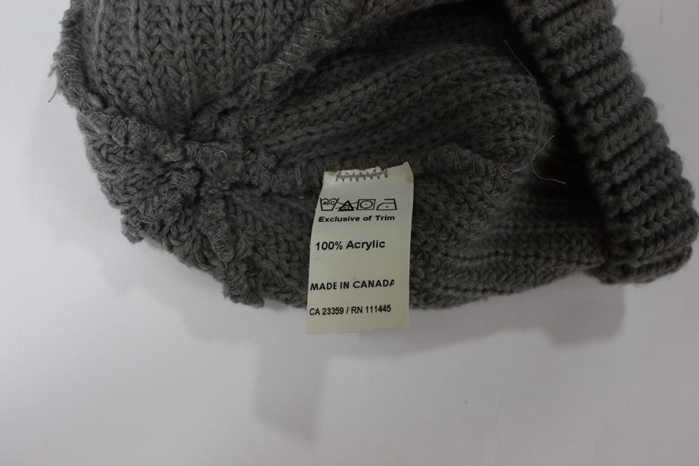 Exclusive of Trim
100% Acrylic
MADE IN CANADA
CA 23359 / RN 111445